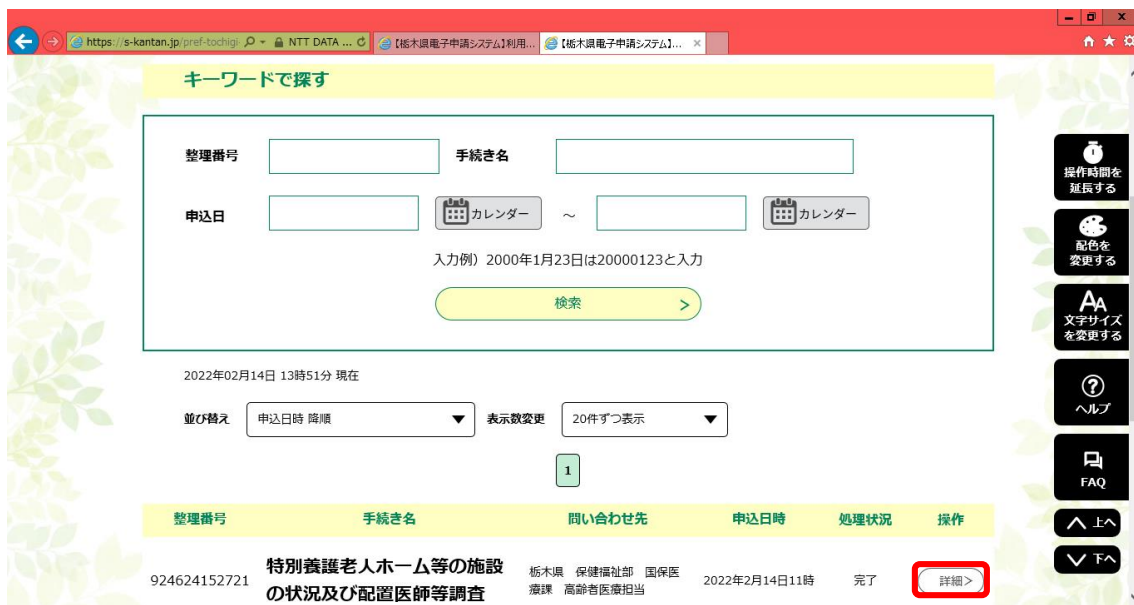 https://s-kantan.jp/pref-tochigi- NTT DATA ... 【栃木県電子申請システム】利用... 【栃木県電子申請システム】...
キーワードで探す
整理番号 手続き名
申込日 カレンダー ～ カレンダー
入力例）2000年1月23日は20000123と入力
検索 >
2022年02月14日 13時51分 現在
並び替え 申込日時 降順 表示数変更 20件ずつ表示
1
整理番号 手続き名 問い合わせ先 申込日時 処理状況 操作
924624152721 特別養護老人ホーム等の施設の状況及び配置医師等調査 栃木県 保健福祉部 国保医療課 高齢者医療担当 2022年2月14日11時 完了 詳細>
操作時間を
延長する
配色を
変更する
AA
文字サイズ
を変更する
?
ヘルプ
FAQ
上へ
下へ